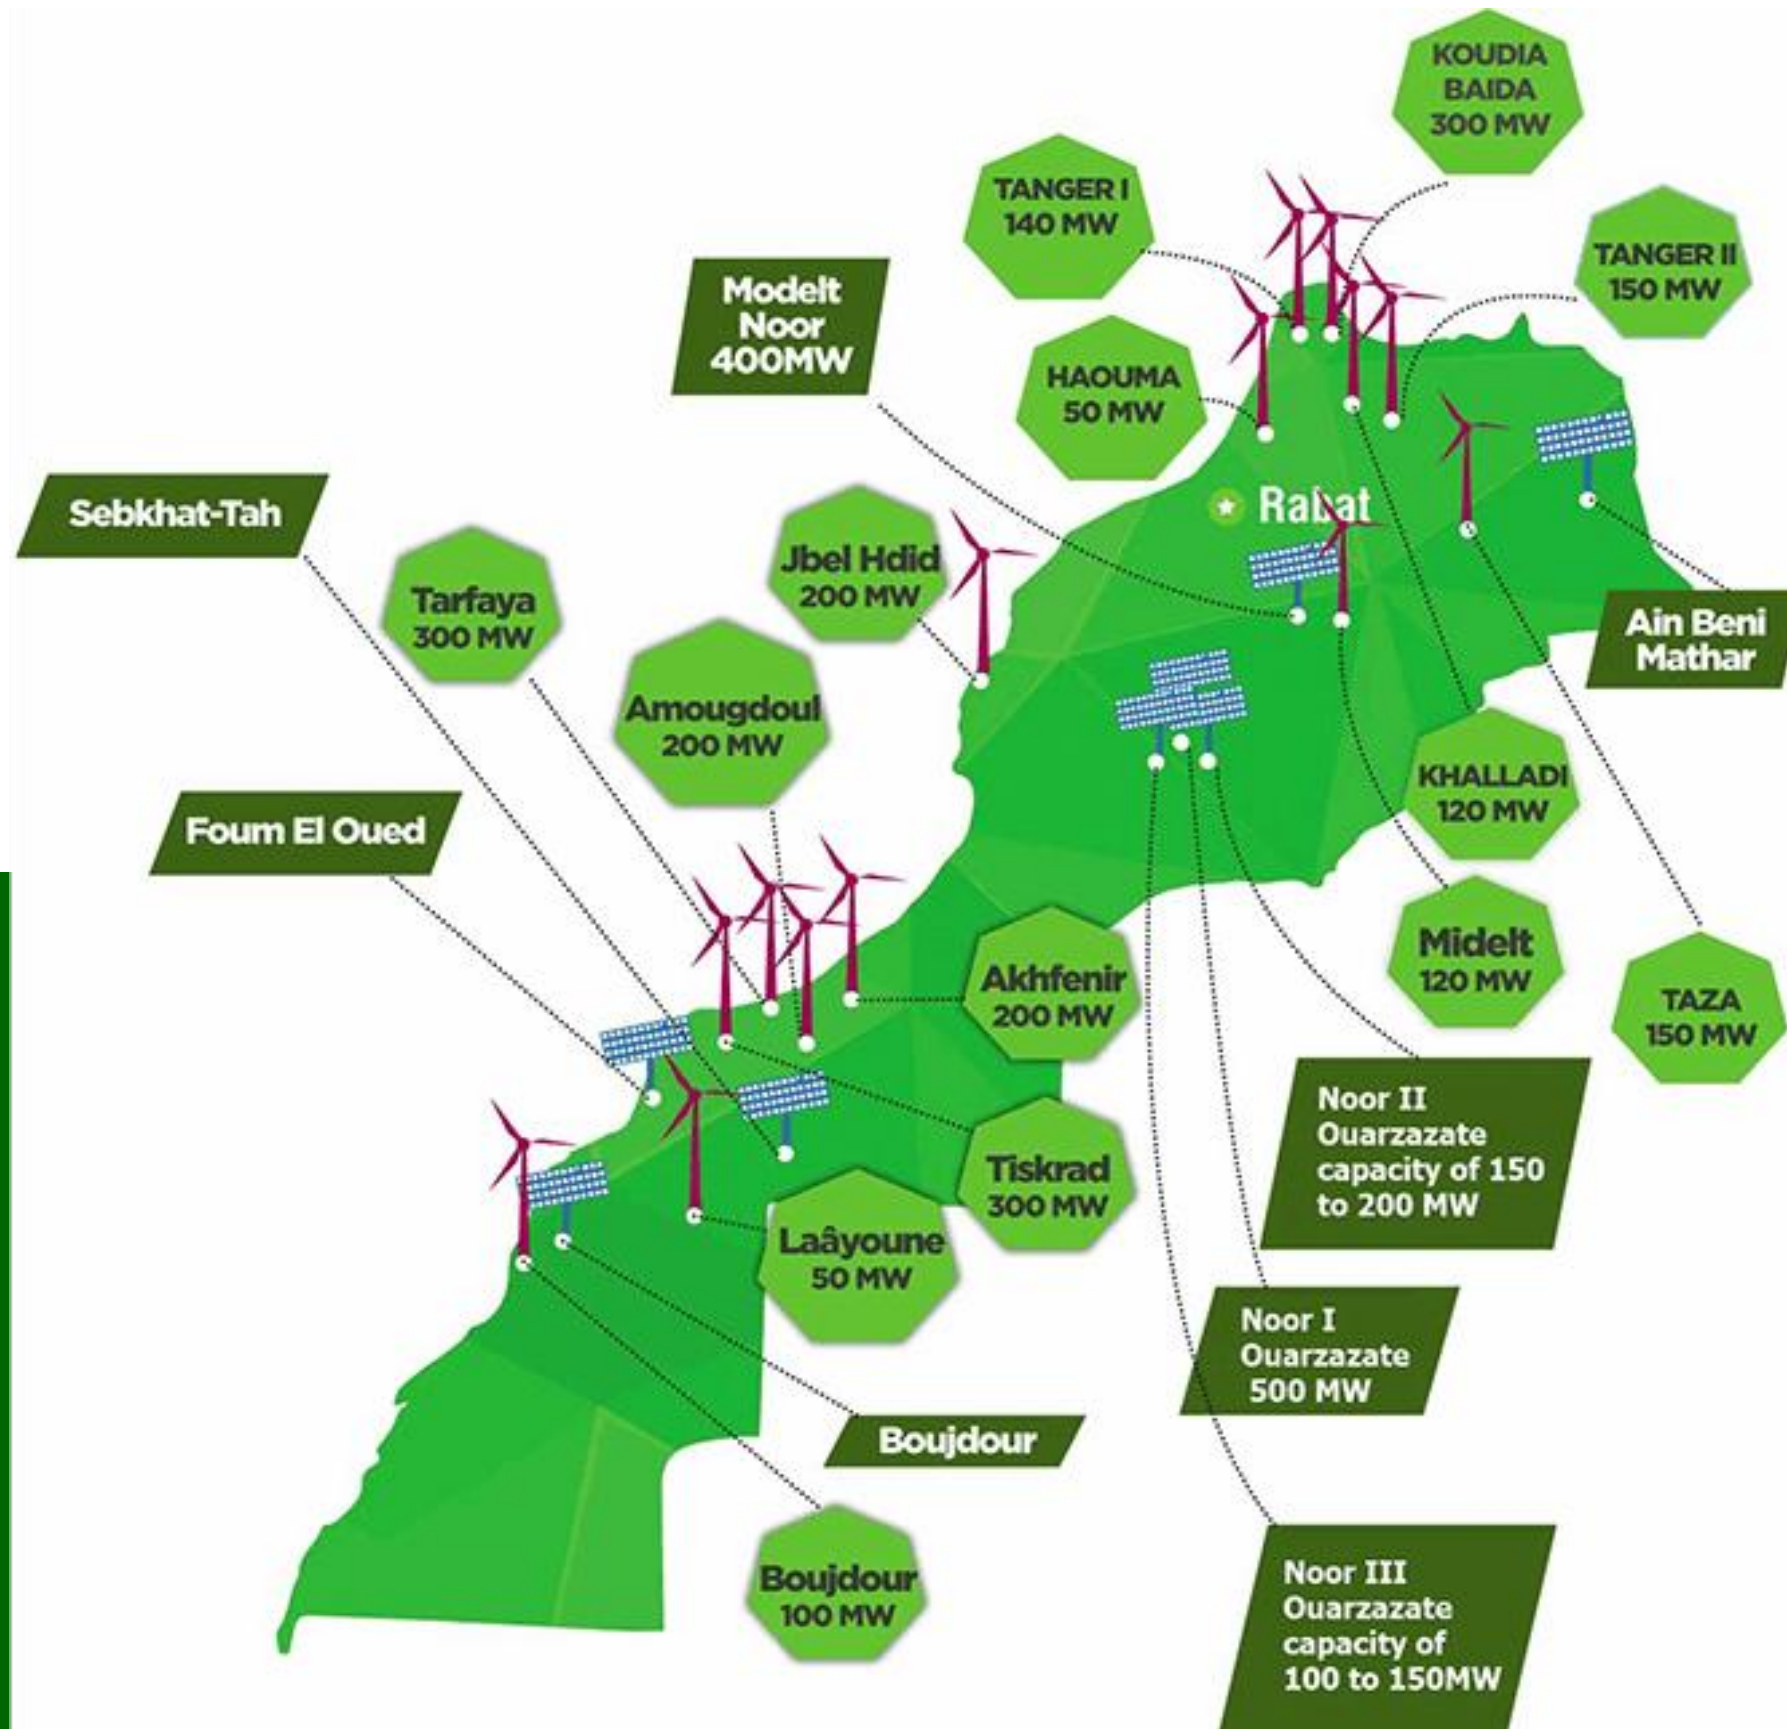 KOUDIA
BAIDA
300 MW
TANGER I
140 MW
TANGER II
150 MW
Modelt
Noor
400MW
HAOUMA
50 MW
Rabat
Sebkhat-Tah
Jbel Hdid
200 MW
Tarfaya
300 MW
Ain Beni
Mathar
Amougdoul
200 MW
KHALLADI
120 MW
Foum El Oued
Midelt
120 MW
Akhfenir
200 MW
TAZA
150 MW
Noor II
Ouarzazate
capacity of 150
to 200 MW
Tiskrad
300 MW
Laâyoune
50 MW
Noor I
Ouarzazate
500 MW
Boujdour
Boujdour
100 MW
Noor III
Ouarzazate
capacity of
100 to 150MW